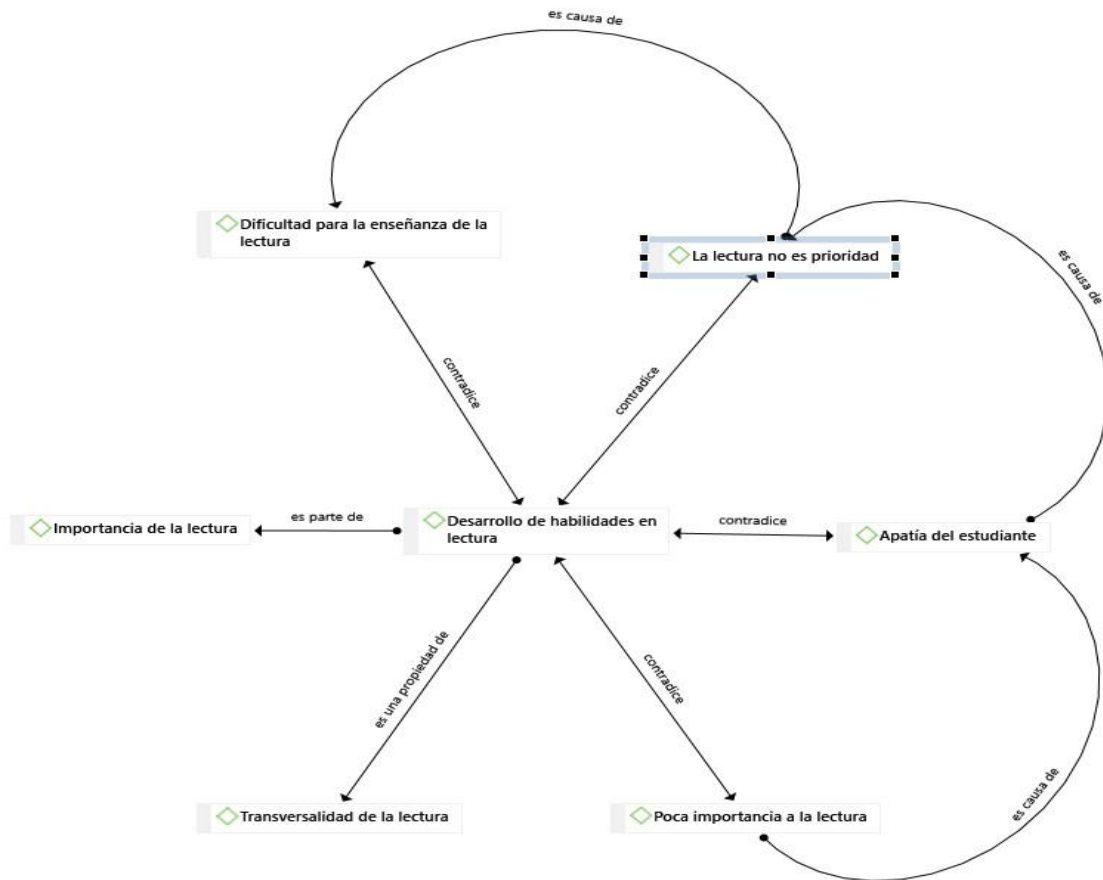 es causa de
Dificultad para la enseñanza de la
lectura
La lectura no es prioridad
es causa de
contradice
contradice
Importancia de la lectura
es parte de
Desarrollo de habilidades en
lectura
contradice
Apatía del estudiante
es una propiedad de
contradice
es causa de
Transversalidad de la lectura
Poca importancia a la lectura